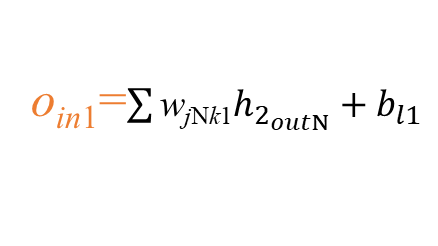 o_{in1}=∑ w_{jNk1}h_{2_{outN}} + b_{l1}